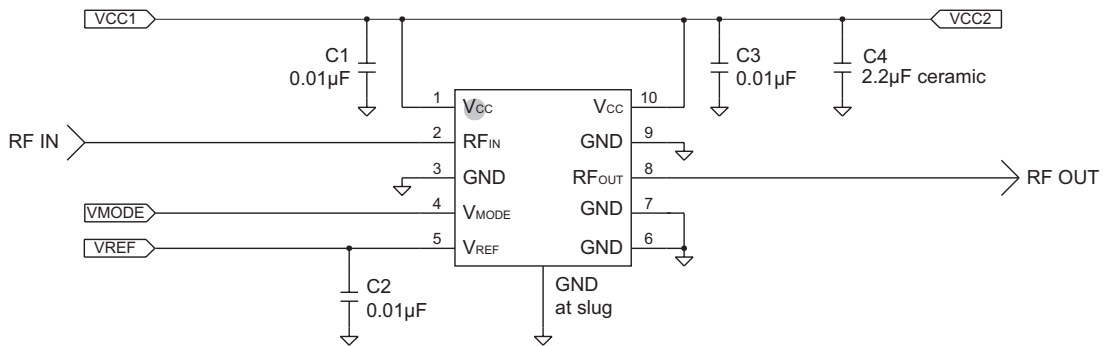 VCC1
VCC2
C1
0.01µF
C3
0.01µF
C4
2.2µF ceramic
1
VCC
VCC
10
RF IN
2
RFIN
GND
9
3
GND
RFOUT
8
RF OUT
VMODE
4
VMODE
GND
7
VREF
5
VREF
GND
6
C2
0.01µF
GND
at slug